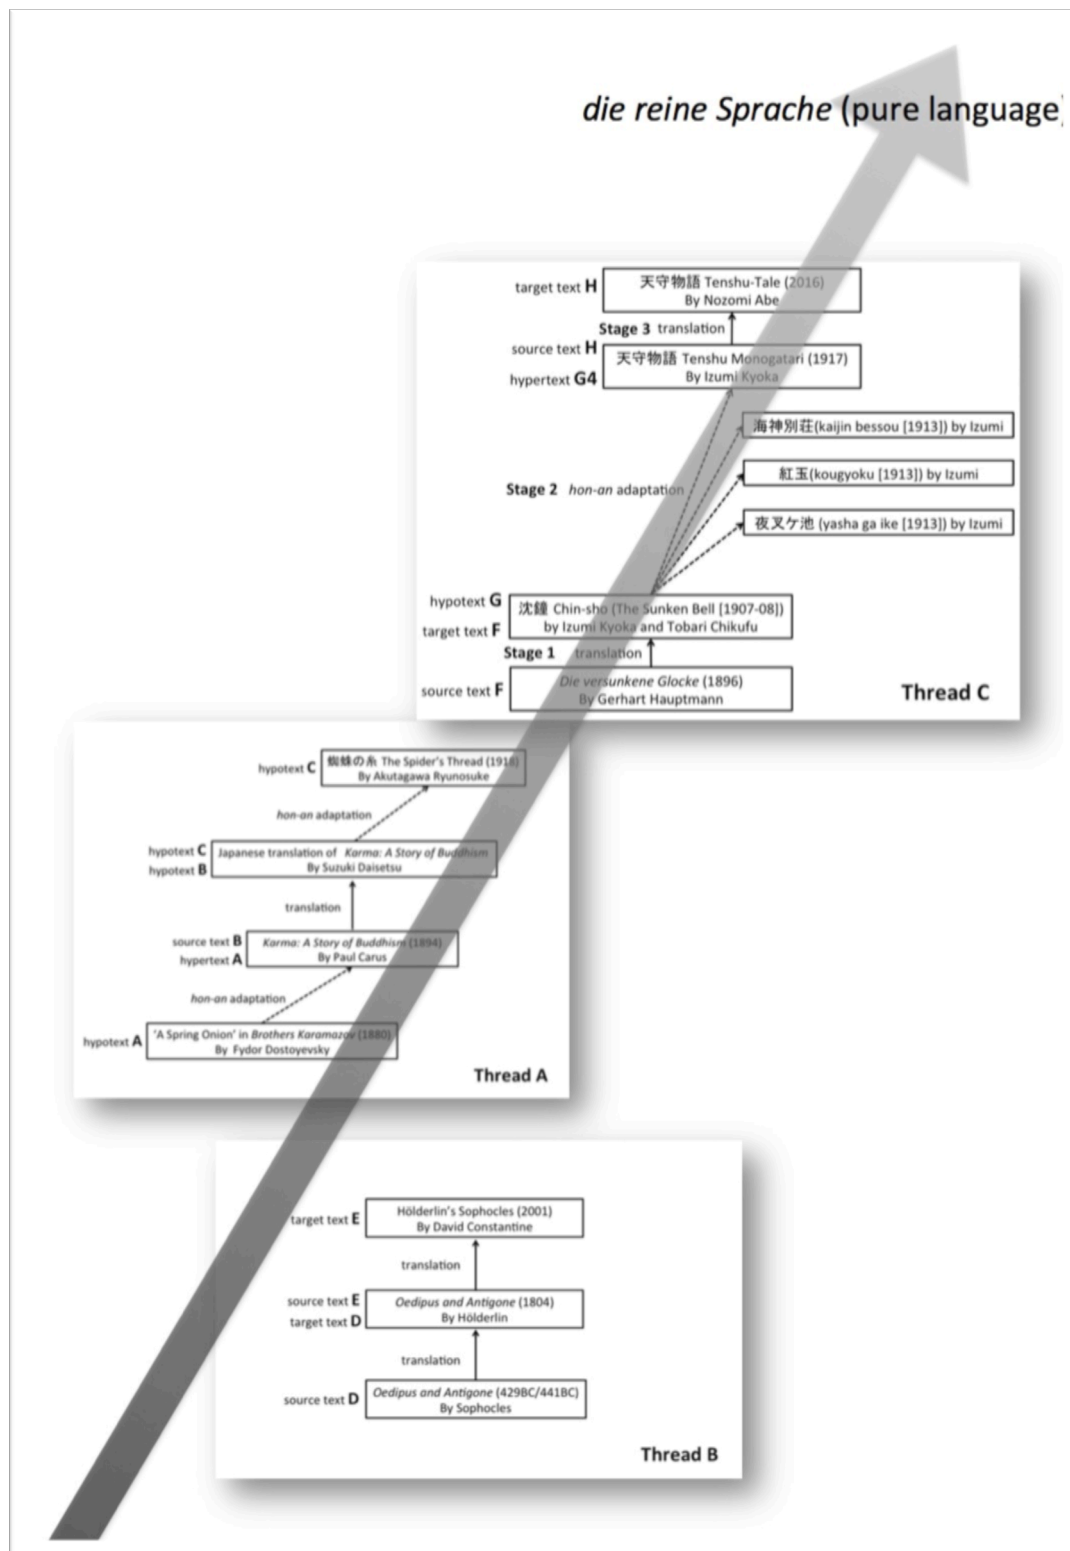 die reine Sprache (pure language)
target text H
天守物語 Tenshu-Tale (2016)
By Nozomi Abe
Stage 3 translation
source text H
hypertext G4
天守物語 Tenshu Monogatari (1917)
By Izumi Kyoka
海神別荘(kaijin bessou [1913]) by Izumi
Stage 2 hon-an adaptation
紅玉(kougyoku [1913]) by Izumi
夜叉ケ池 (yasha ga ike [1913]) by Izumi
hypotext G
target text F
沈鐘 Chin-sho (The Sunken Bell [1907-08])
by Izumi Kyoka and Tobari Chikufu
Stage 1 translation
source text F
Die versunkene Glocke (1896)
By Gerhart Hauptmann
Thread C
hypotext C
蜘蛛の糸 The Spider's Thread (1918)
By Akutagawa Ryunosuke
hon-an adaptation
hypotext C
hypotext B
Japanese translation of Karma: A Story of Buddhism
By Suzuki Daisetsu
translation
source text B
hypertext A
Karma: A Story of Buddhism (1894)
By Paul Carus
hon-an adaptation
hypotext A
'A Spring Onion' in Brothers Karamazov (1880)
By Fydor Dostoyevsky
Thread A
target text E
Hölderlin's Sophocles (2001)
By David Constantine
translation
source text E
target text D
Oedipus and Antigone (1804)
By Hölderlin
translation
source text D
Oedipus and Antigone (429BC/441BC)
By Sophocles
Thread B